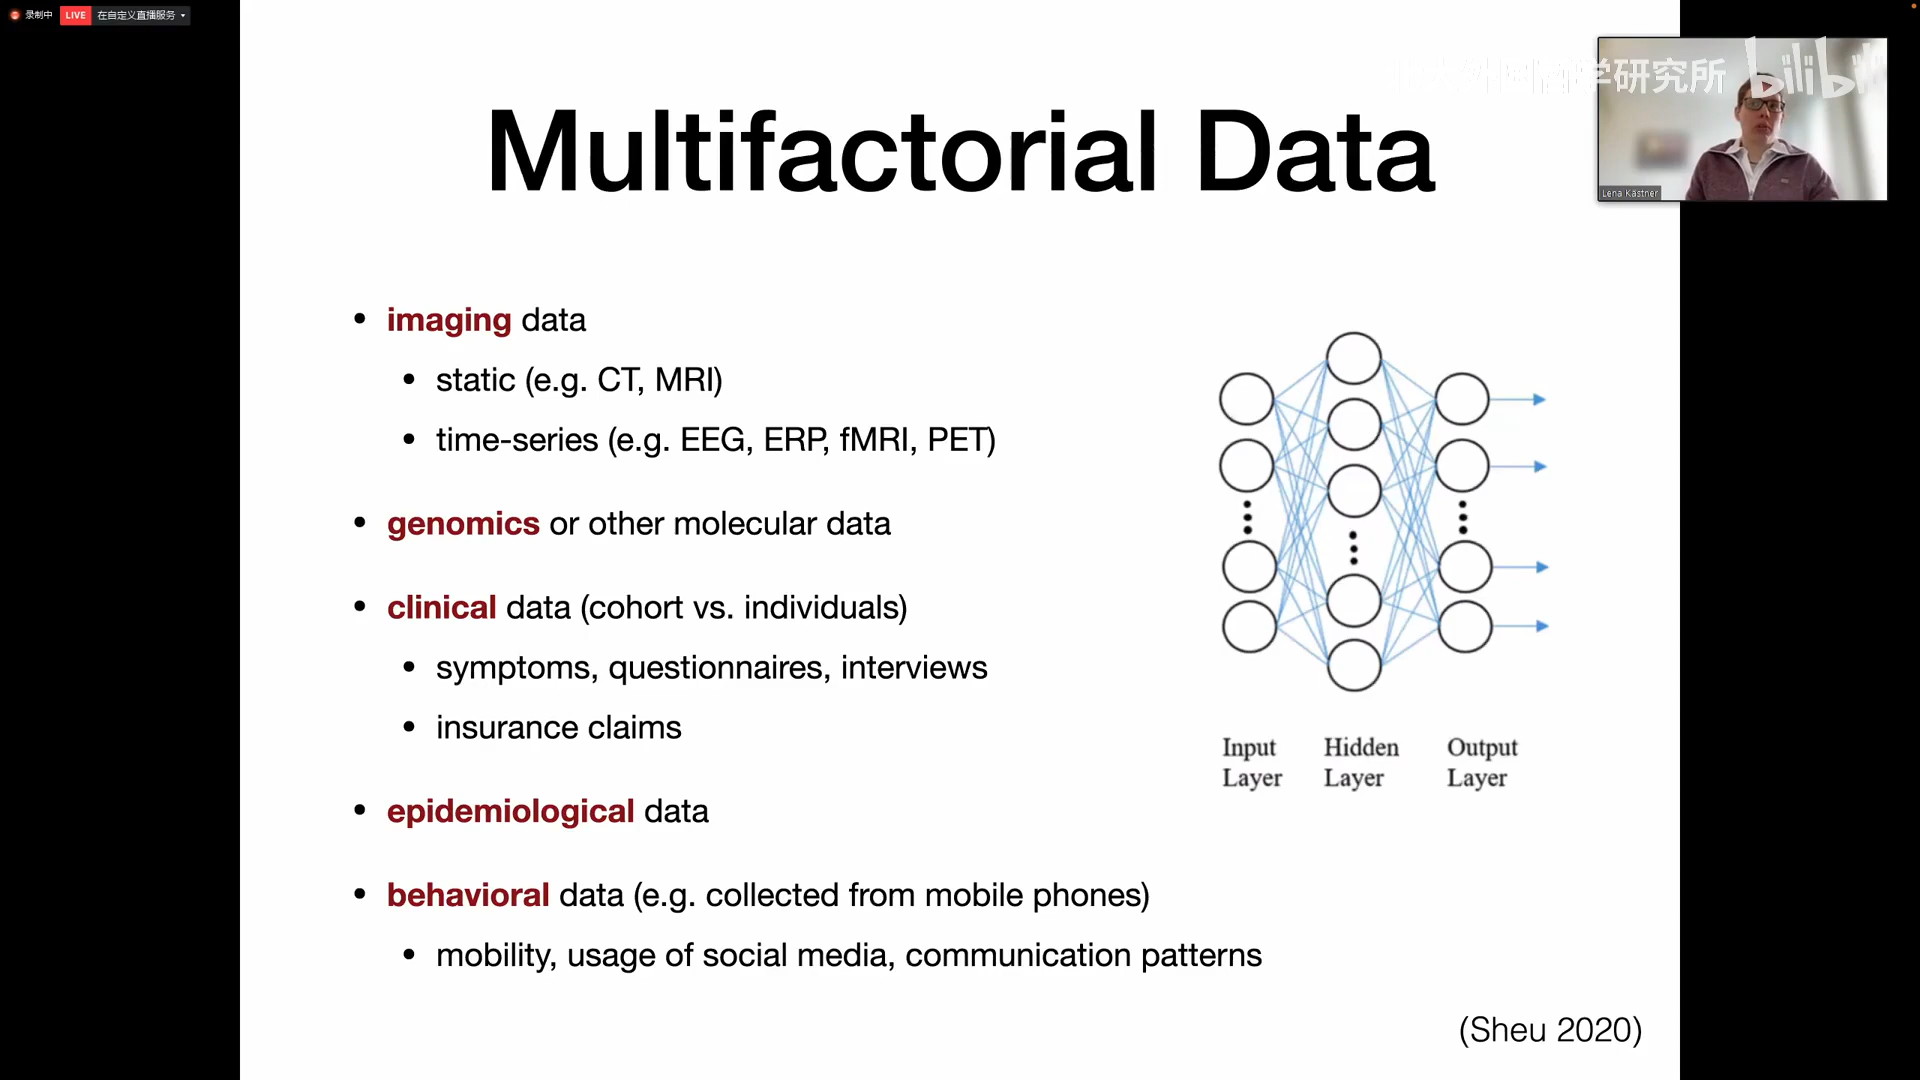 录制中 LIVE 在自定义直播服务
学研究所 bilibili
Lena Kästner
Multifactorial Data
• imaging data
• static (e.g. CT, MRI)
• time-series (e.g. EEG, ERP, fMRI, PET)
• genomics or other molecular data
• clinical data (cohort vs. individuals)
• symptoms, questionnaires, interviews
• insurance claims
• epidemiological data
• behavioral data (e.g. collected from mobile phones)
• mobility, usage of social media, communication patterns
Input Layer
Hidden Layer
Output Layer
(Sheu 2020)